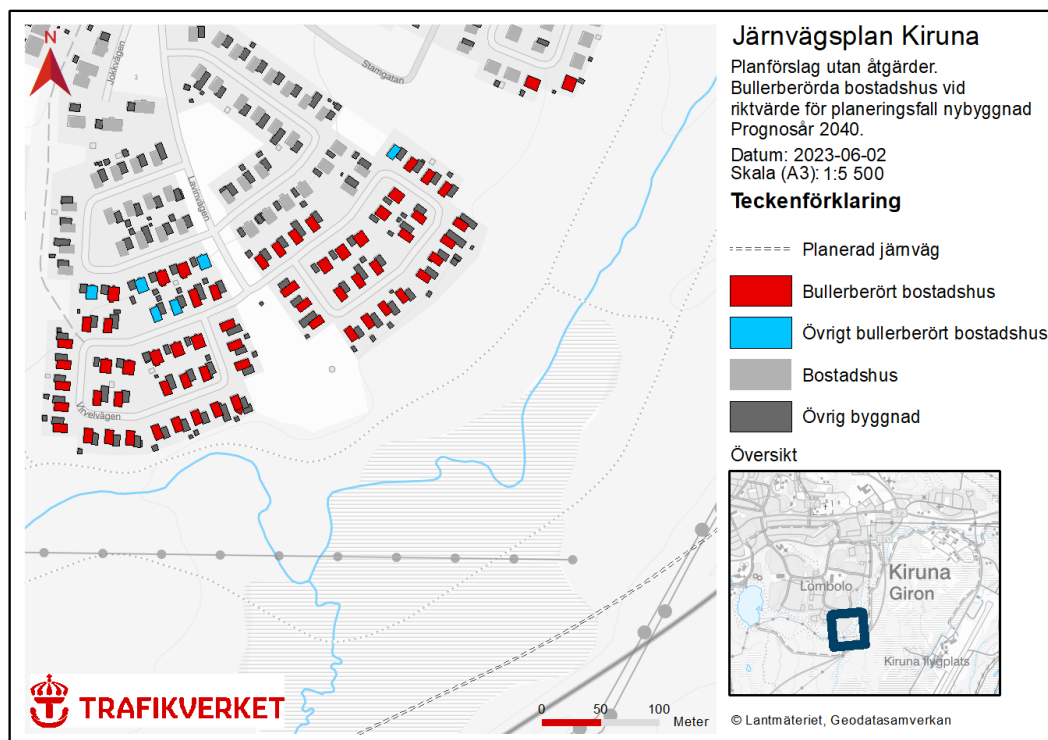 Järnvägsplan Kiruna
Planförslag utan åtgärder.
Bullerberörda bostadshus vid
riktvärde för planeringsfall nybyggnad
Prognosår 2040.
Datum: 2023-06-02
Skala (A3): 1:5 500
Teckenförklaring
Planerad järnväg
Bullerberört bostadshus
Övrigt bullerberört bostadshus
Bostadshus
Övrig byggnad
Översikt
Lombolo
Kiruna
Giron
Kiruna flygplats
© Lantmäteriet, Geodatasamverkan
N
Jökkvägen
Stamgatan
Lavinvägen
Virvelvägen
TRAFIKVERKET
0 50 100
Meter